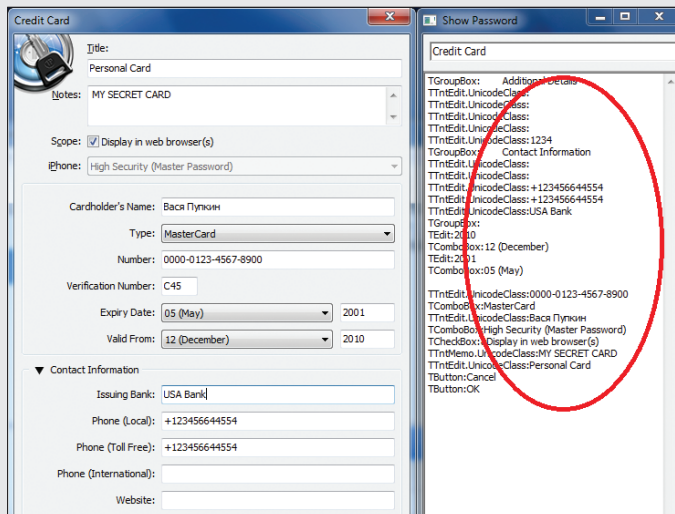 Credit Card
Title:
Personal Card
Notes:
MY SECRET CARD
Scope:
Display in web browser(s)
iPhone:
High Security (Master Password)
Cardholder's Name:
Вася Пупкин
Type:
MasterCard
Number:
0000-0123-4567-8900
Verification Number:
C45
Expiry Date:
05 (May)
2001
Valid From:
12 (December)
2010
Contact Information
Issuing Bank:
USA Bank
Phone (Local):
+123456644554
Phone (Toll Free):
+123456644554
Phone (International):
Website:
Show Password
Credit Card
TGroupBox: Additional Details
TTntEdit.UnicodeClass:
TTntEdit.UnicodeClass:
TTntEdit.UnicodeClass:
TTntEdit.UnicodeClass:
TTntEdit.UnicodeClass:1234
TGroupBox: Contact Information
TTntEdit.UnicodeClass:
TTntEdit.UnicodeClass:
TTntEdit.UnicodeClass:+123456644554
TTntEdit.UnicodeClass:+123456644554
TTntEdit.UnicodeClass:USA Bank
TGroupBox:
TEdit:2010
TComboBox:12 (December)
TEdit:2001
TComboBox:05 (May)
TTntEdit.UnicodeClass:0000-0123-4567-8900
TComboBox:MasterCard
TTntEdit.UnicodeClass:Вася Пупкин
TComboBox:High Security (Master Password)
TCheckBox:Display in web browser(s)
TTntMemo.UnicodeClass:MY SECRET CARD
TTntEdit.UnicodeClass:Personal Card
TButton:Cancel
TButton:OK